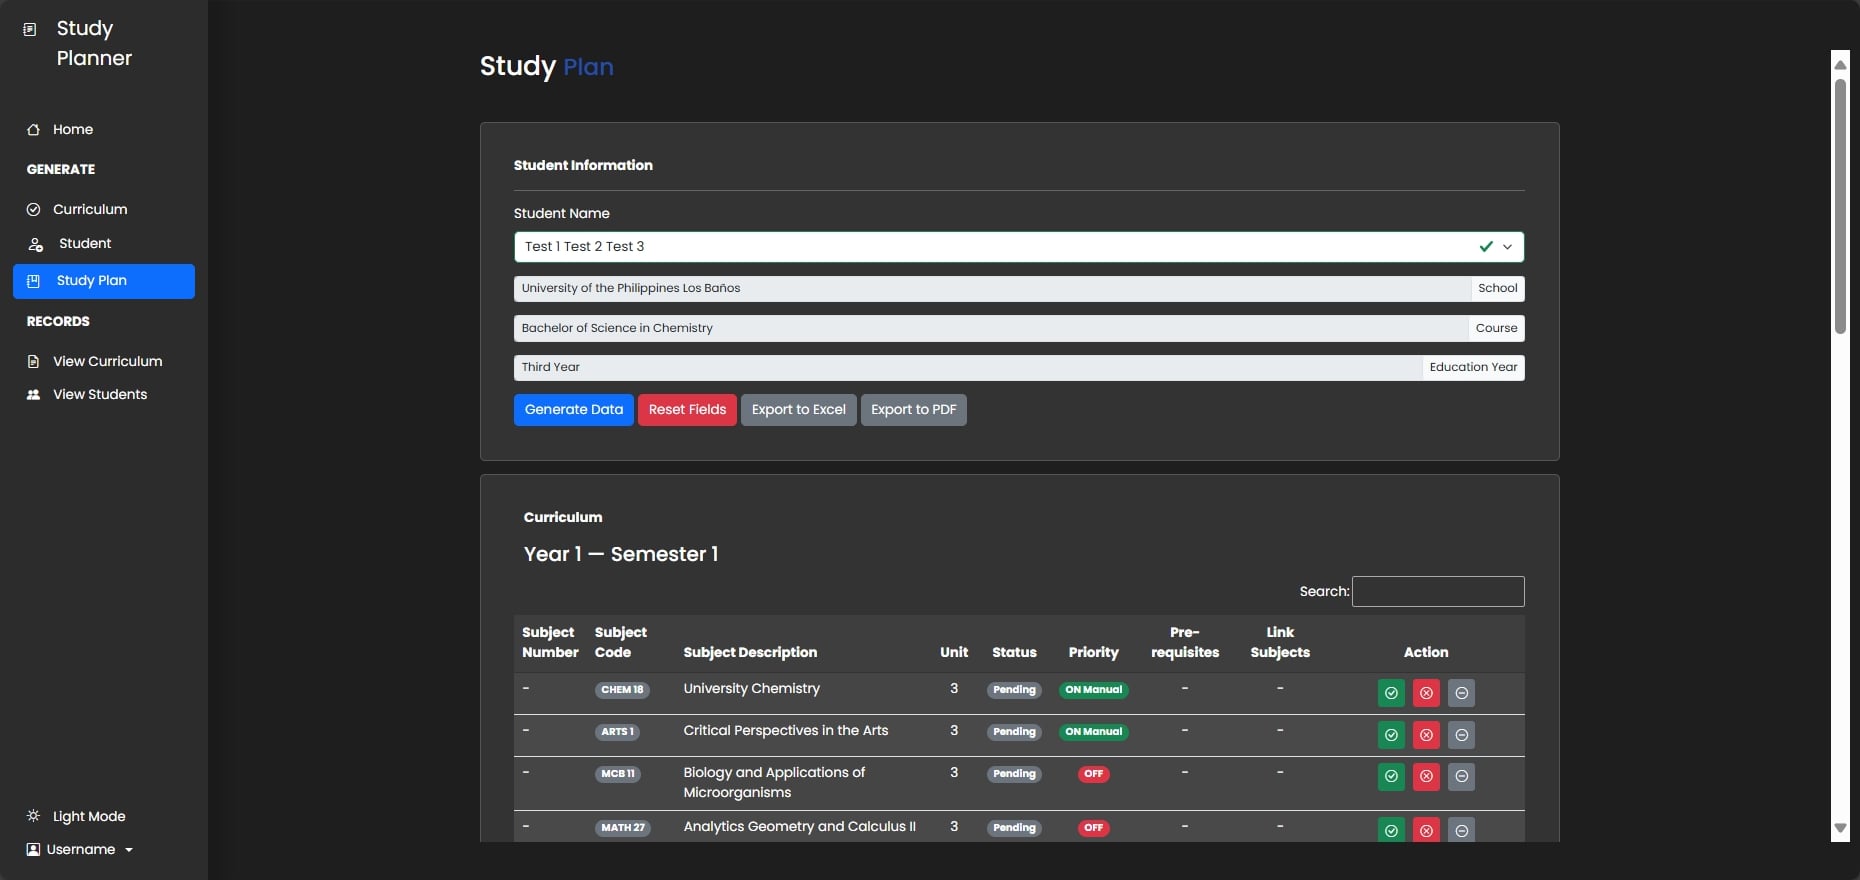 Study
Planner
Home
GENERATE
Curriculum
Student
Study Plan
RECORDS
View Curriculum
View Students
Light Mode
Username
Study Plan
Student Information
Student Name
Test 1 Test 2 Test 3
University of the Philippines Los Baños School
Bachelor of Science in Chemistry Course
Third Year Education Year
Generate Data Reset Fields Export to Excel Export to PDF
Curriculum
Year 1 — Semester 1
Search:
Subject Number Subject Code Subject Description Unit Status Priority Pre-requisites Link Subjects Action
- CHEM 18 University Chemistry 3 Pending ON Manual - -
- ARTS 1 Critical Perspectives in the Arts 3 Pending ON Manual - -
- MCB 11 Biology and Applications of Microorganisms 3 Pending OFF - -
- MATH 27 Analytics Geometry and Calculus II 3 Pending OFF - -